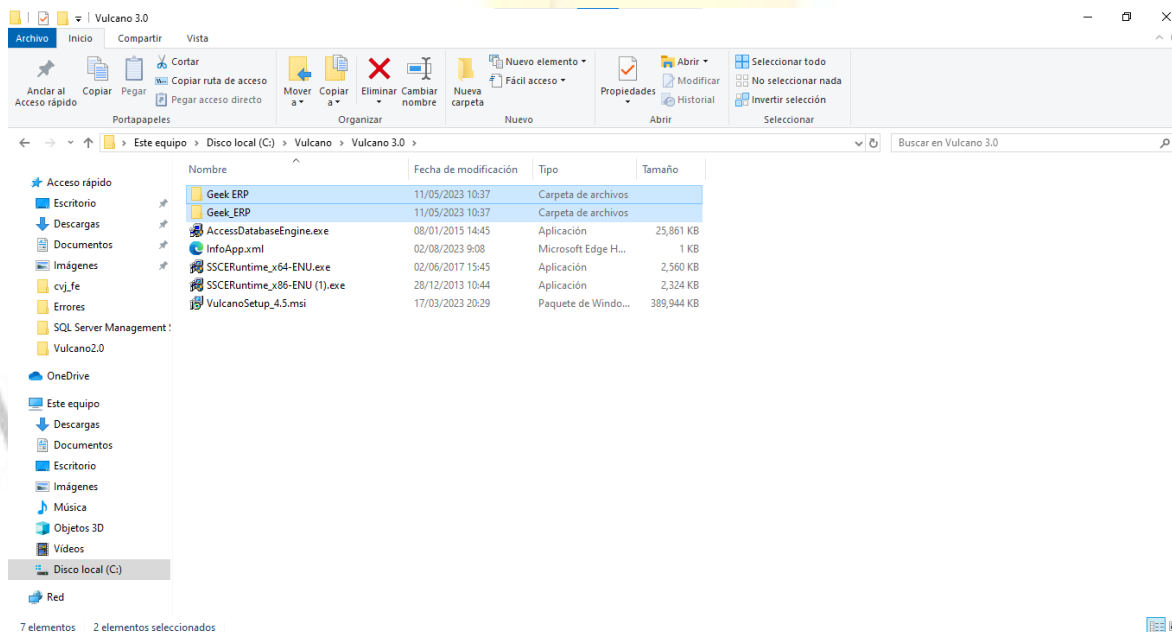 Vulcano 3.0
Archivo Inicio Compartir Vista
Anclar al Acceso rápido
Copiar
Pegar
Cortar
Copiar ruta de acceso
Pegar acceso directo
Portapapeles
Mover a
Copiar a
Eliminar
Cambiar nombre
Organizar
Nueva carpeta
Nuevo elemento
Fácil acceso
Nuevo
Propiedades
Abrir
Modificar
Historial
Abrir
Seleccionar todo
No seleccionar nada
Invertir selección
Seleccionar
Este equipo > Disco local (C:) > Vulcano > Vulcano 3.0 >
Buscar en Vulcano 3.0
Acceso rápido
Escritorio
Descargas
Documentos
Imágenes
cvj_fe
Errores
SQL Server Management
Vulcano2.0
OneDrive
Este equipo
Descargas
Documentos
Escritorio
Imágenes
Música
Objetos 3D
Vídeos
Disco local (C:)
Red
Nombre Fecha de modificación Tipo Tamaño
Geek ERP 11/05/2023 10:37 Carpeta de archivos
Geek_ERP 11/05/2023 10:37 Carpeta de archivos
AccessDatabaseEngine.exe 08/01/2015 14:45 Aplicación 25,861 KB
InfoApp.xml 02/08/2023 9:08 Microsoft Edge H... 1 KB
SSCERuntime_x64-ENU.exe 02/06/2017 15:45 Aplicación 2,560 KB
SSCERuntime_x86-ENU (1).exe 28/12/2013 10:44 Aplicación 2,324 KB
VulcanoSetup_4.5.msi 17/03/2023 20:29 Paquete de Windo... 389,944 KB
7 elementos 2 elementos seleccionados